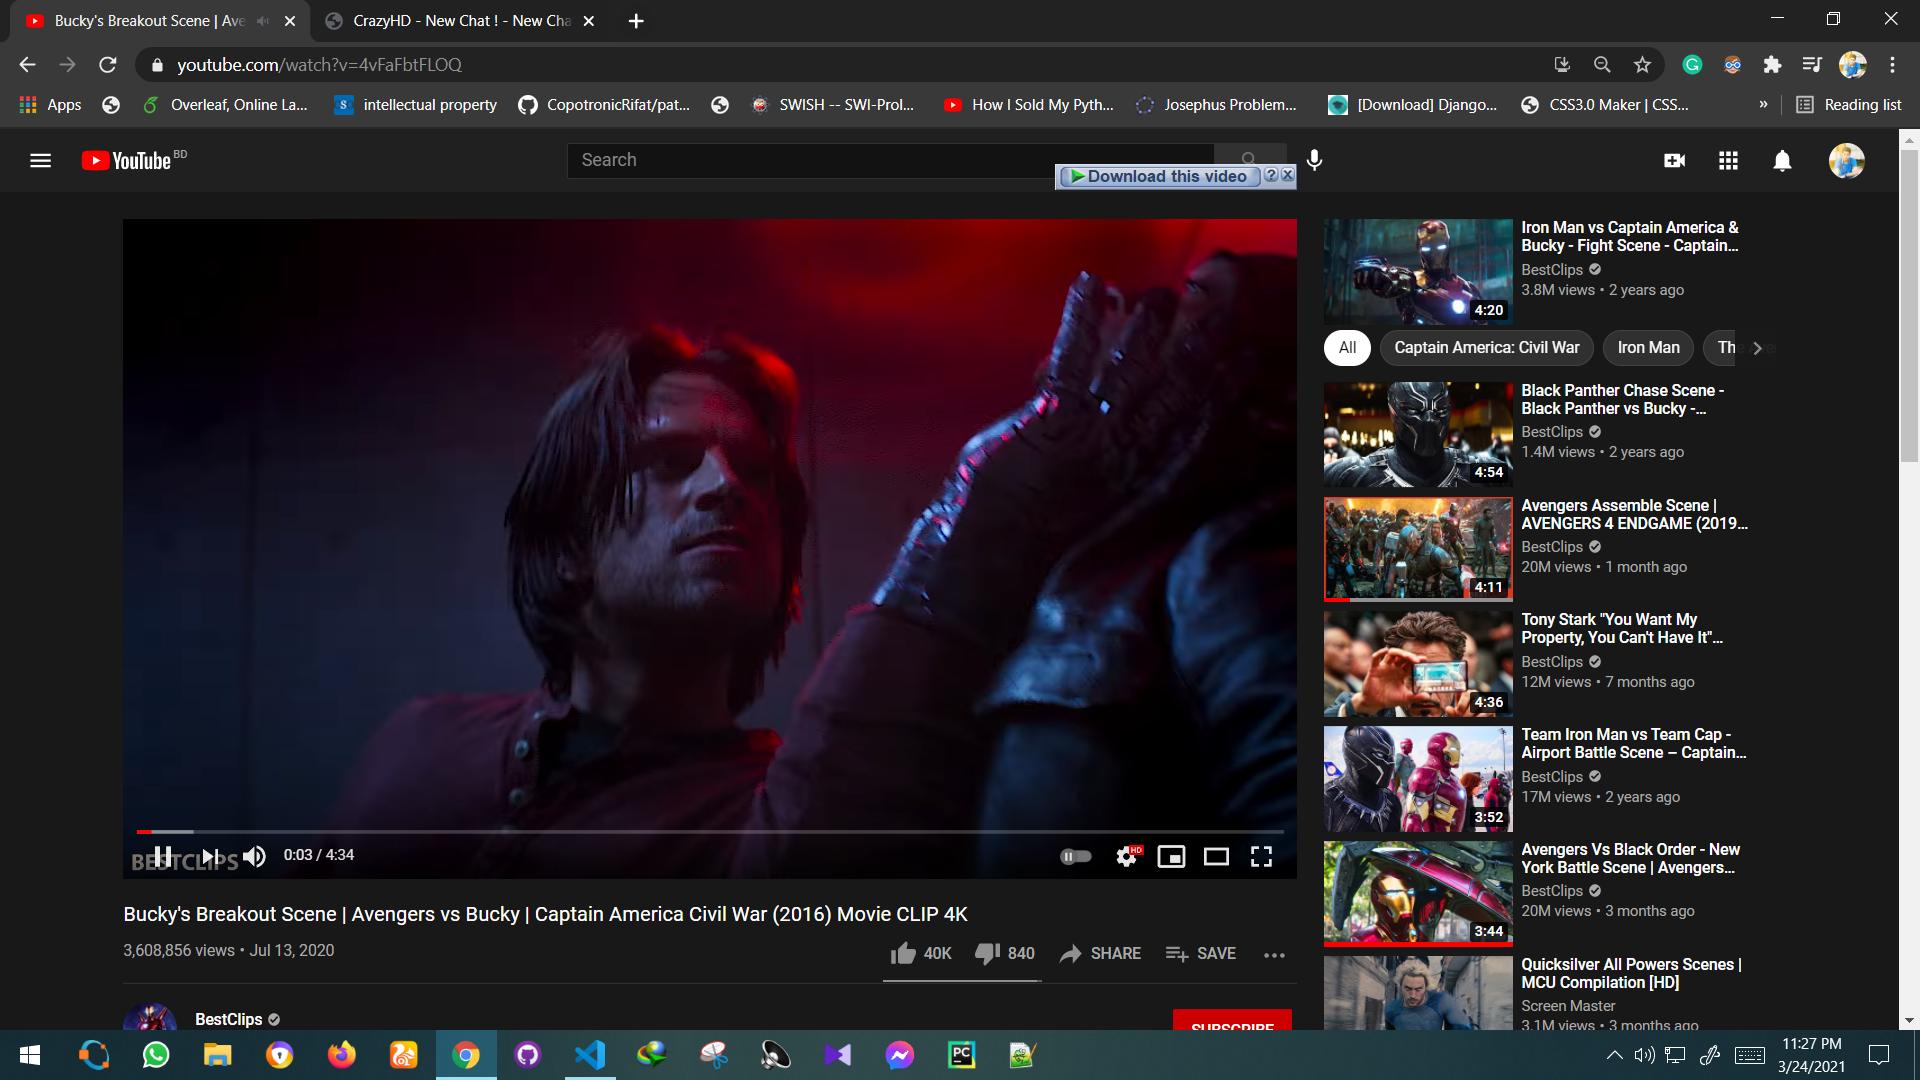 Bucky's Breakout Scene | Ave
CrazyHD - New Chat ! - New Cha
youtube.com/watch?v=4vFaFbtFLOQ
Apps
Overleaf, Online La...
intellectual property
CopotronicRifat/pat...
SWISH -- SWI-Prol...
How I Sold My Pyth...
Josephus Problem...
[Download] Django...
CSS3.0 Maker | CSS...
»
Reading list
YouTube BD
Search
Download this video ? x
Iron Man vs Captain America &
Bucky - Fight Scene - Captain...
BestClips
3.8M views • 2 years ago
4:20
All
Captain America: Civil War
Iron Man
Th
Black Panther Chase Scene -
Black Panther vs Bucky -...
BestClips
1.4M views • 2 years ago
4:54
Avengers Assemble Scene |
AVENGERS 4 ENDGAME (2019...
BestClips
20M views • 1 month ago
4:11
Tony Stark "You Want My
Property, You Can't Have It"...
BestClips
12M views • 7 months ago
4:36
Team Iron Man vs Team Cap -
Airport Battle Scene – Captain...
BestClips
17M views • 2 years ago
3:52
Avengers Vs Black Order - New
York Battle Scene | Avengers...
BestClips
20M views • 3 months ago
3:44
Quicksilver All Powers Scenes |
MCU Compilation [HD]
Screen Master
3.1M views • 3 months ago
BESTCLIPS
0:03 / 4:34
HD
Bucky's Breakout Scene | Avengers vs Bucky | Captain America Civil War (2016) Movie CLIP 4K
3,608,856 views • Jul 13, 2020
40K
840
SHARE
SAVE
BestClips
SUBSCRIBE
PC
11:27 PM
3/24/2021